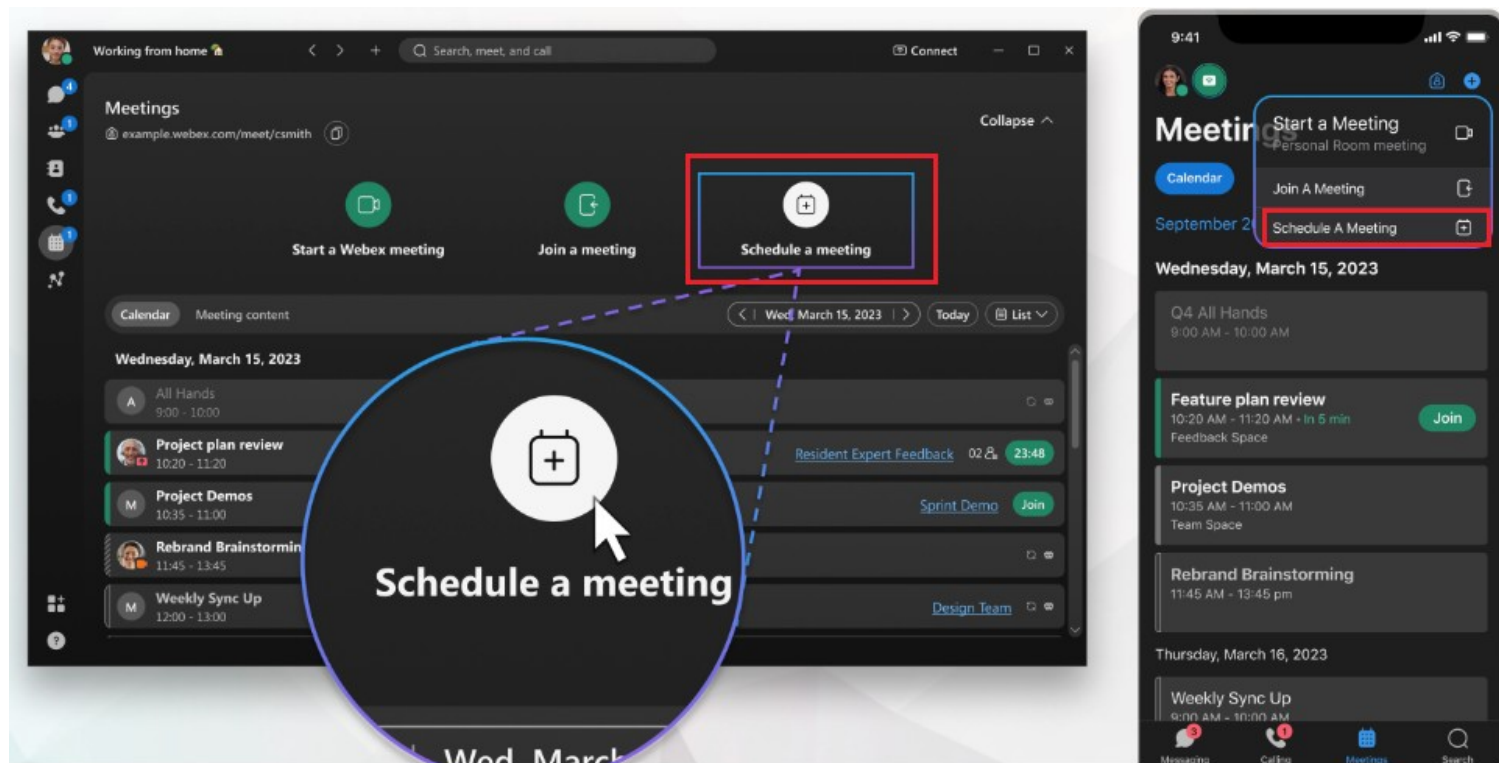 Working from home
Search, meet, and call
Connect
4
1
1
1
Meetings
example.webex.com/meet/csmith
Collapse
Start a Webex meeting
Join a meeting
Schedule a meeting
Calendar
Meeting content
Wed, March 15, 2023
Today
List
Wednesday, March 15, 2023
A
All Hands
9:00 - 10:00
Project plan review
10:20 - 11:20
Resident Expert Feedback
02
23:48
M
Project Demos
10:35 - 11:00
Sprint Demo
Join
Rebrand Brainstormin
11:45 - 13:45
M
Weekly Sync Up
12:00 - 13:00
Design Team
?
Schedule a meeting
Wed, March
9:41
Meetings
Start a Meeting
Personal Room meeting
Join A Meeting
Schedule A Meeting
Calendar
September 2
Wednesday, March 15, 2023
Q4 All Hands
9:00 AM - 10:00 AM
Feature plan review
10:20 AM - 11:20 AM • In 5 min
Feedback Space
Join
Project Demos
10:35 AM - 11:00 AM
Team Space
Rebrand Brainstorming
11:45 AM - 13:45 pm
Thursday, March 16, 2023
Weekly Sync Up
9:00 AM - 10:00 AM
3
1
Messaging
Calling
Meetings
Search